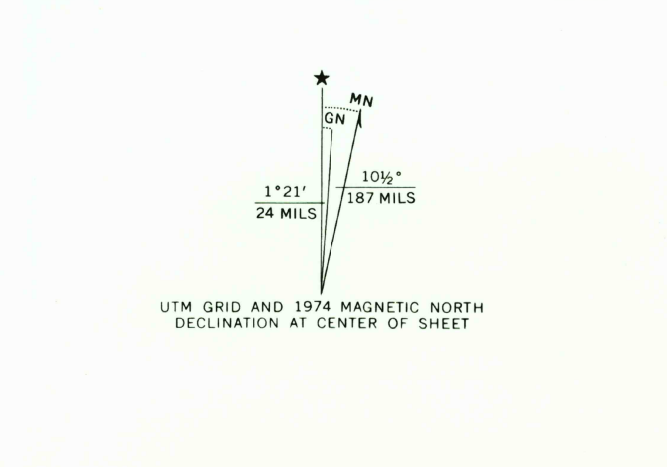 ★
MN
GN
1°21′
24 MILS
10½°
187 MILS
UTM GRID AND 1974 MAGNETIC NORTH
DECLINATION AT CENTER OF SHEET